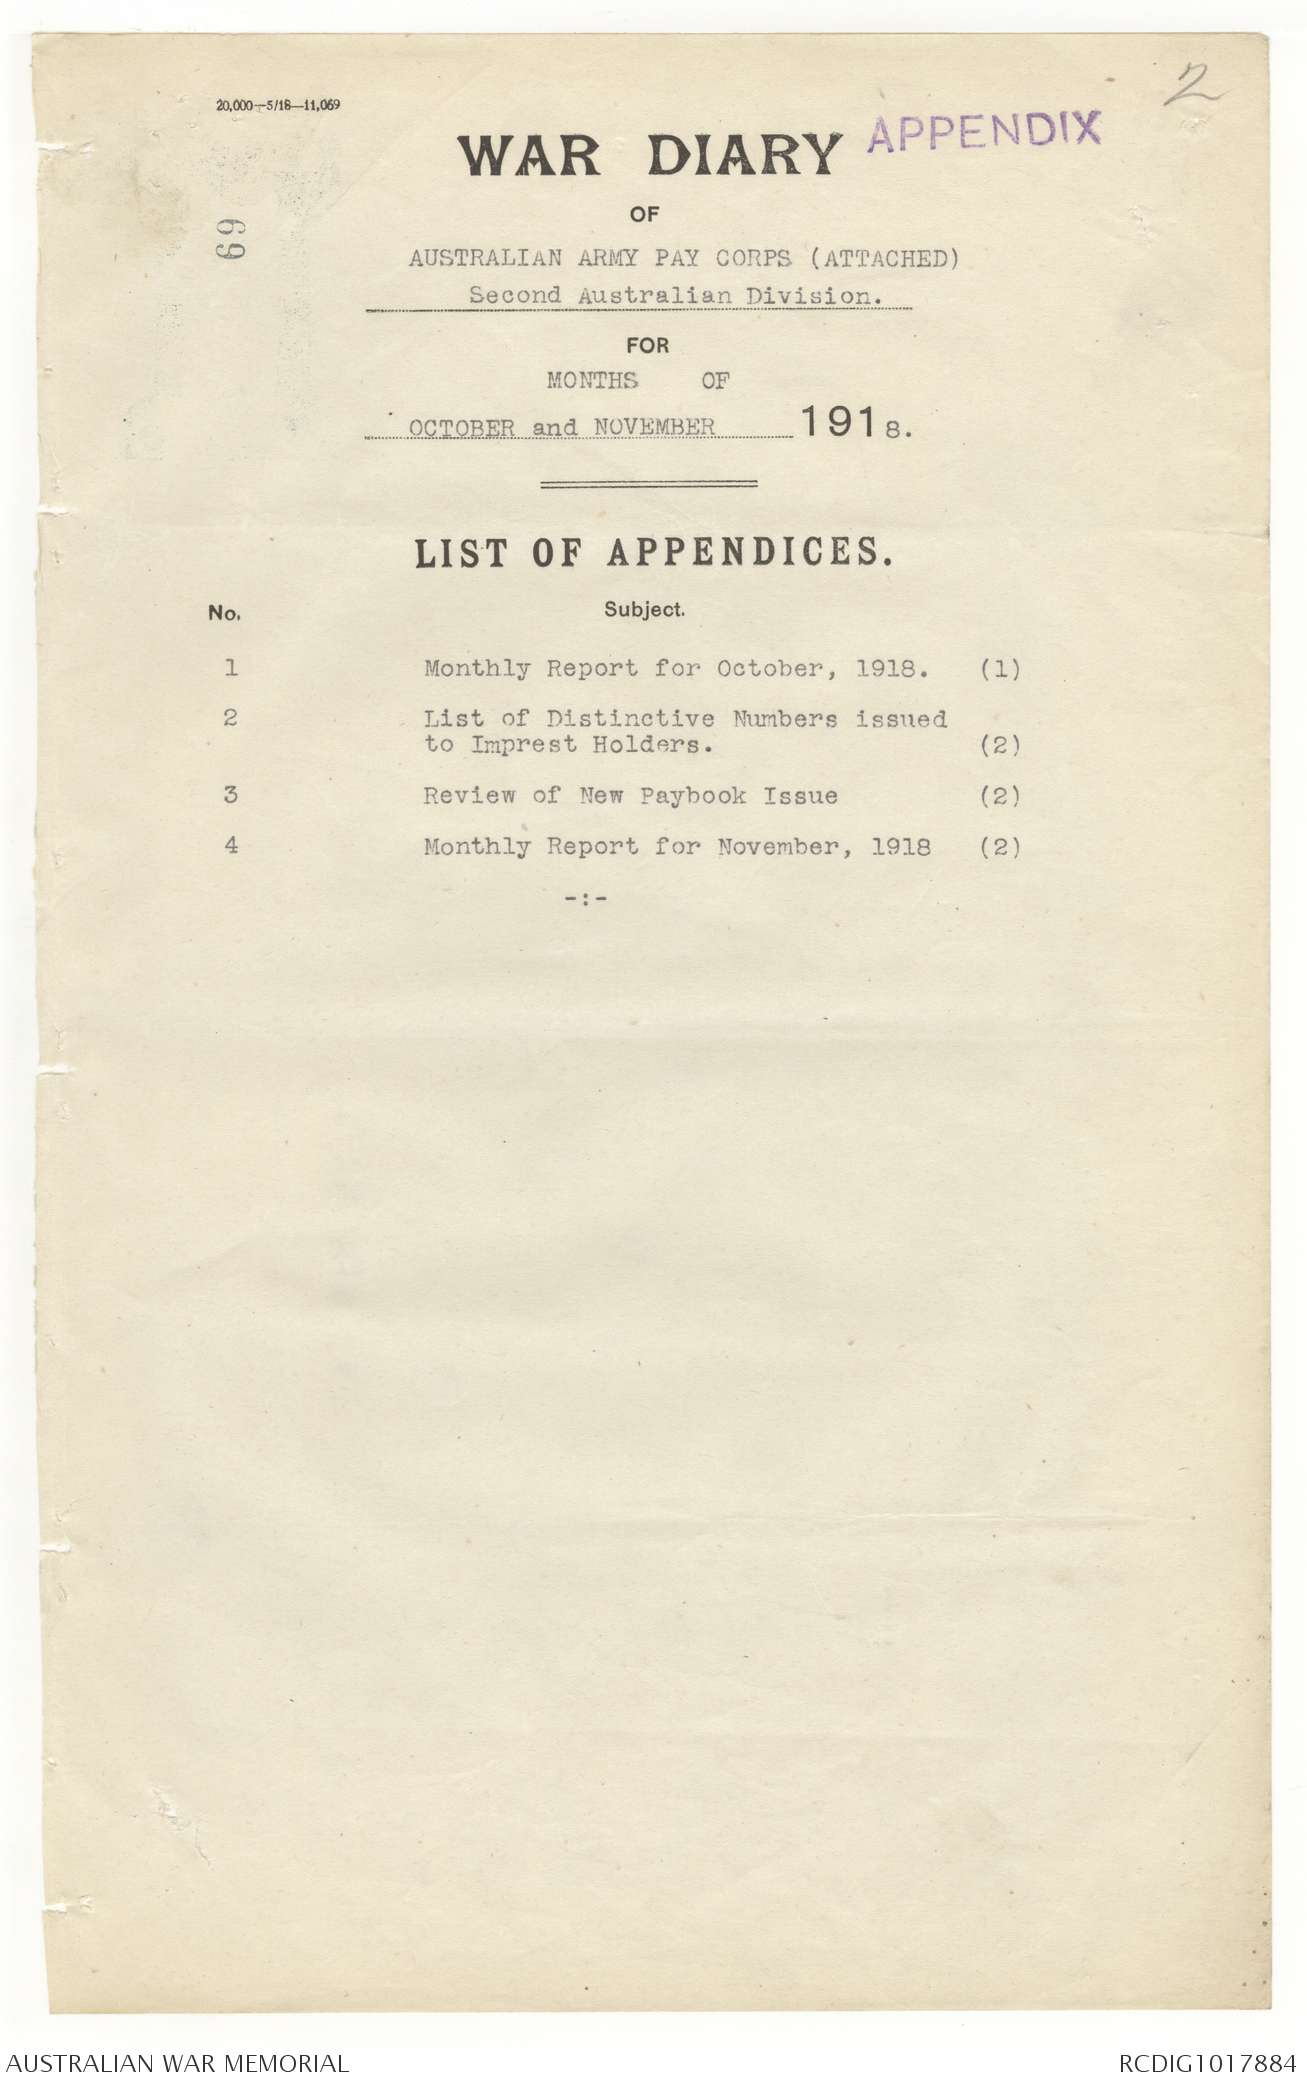 2
20,000—5/18—11,069
WAR DIARY
APPENDIX
69
OF
AUSTRALIAN ARMY PAY CORPS (ATTACHED)
Second Australian Division.
FOR
MONTHS OF
OCTOBER and NOVEMBER 1918.
LIST OF APPENDICES.
No. Subject.
1 Monthly Report for October, 1918. (1)
2 List of Distinctive Numbers issued
to Imprest Holders. (2)
3 Review of New Paybook Issue (2)
4 Monthly Report for November, 1918 (2)
-:-
AUSTRALIAN WAR MEMORIAL
RCDIG1017884